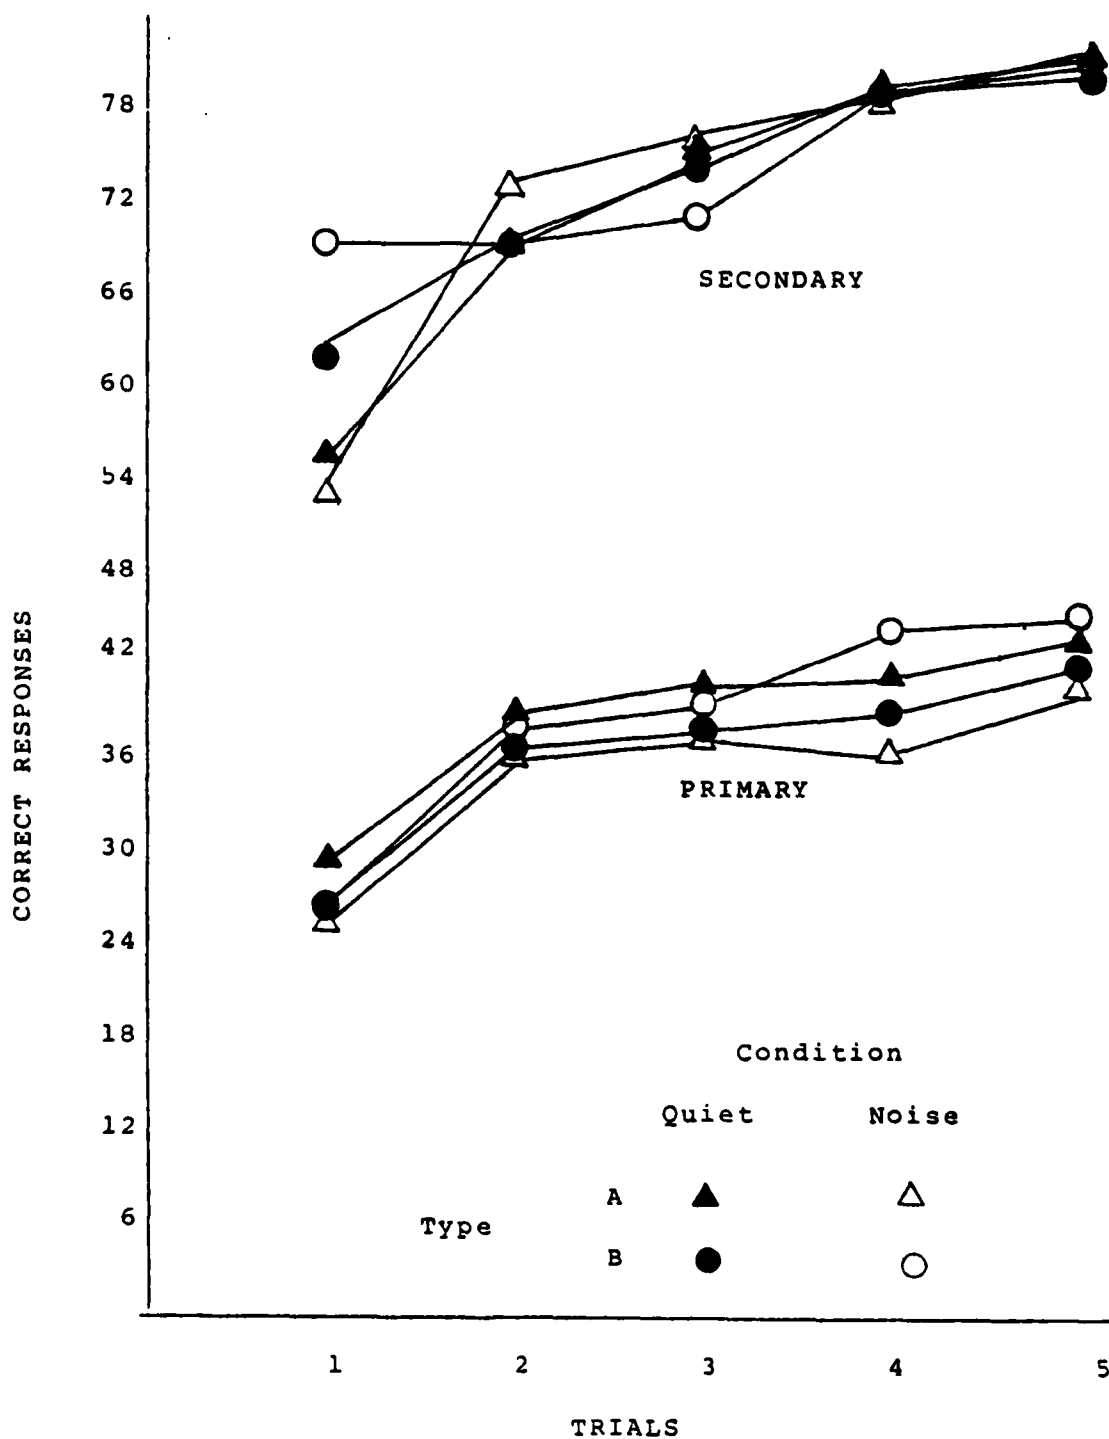 78
72
66
60
54
48
42
36
30
24
18
12
6
CORRECT RESPONSES
SECONDARY
PRIMARY
Condition
Quiet Noise
A
Type
B
1 2 3 4 5
TRIALS